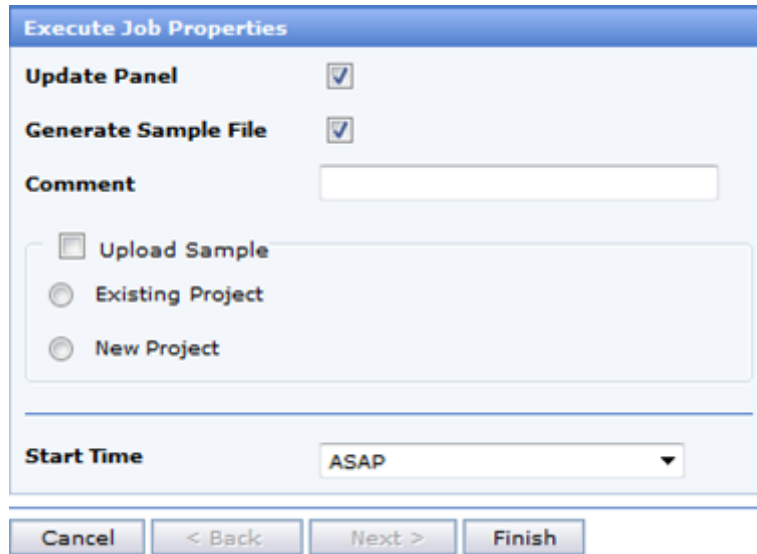 Execute Job Properties
Update Panel
Generate Sample File
Comment
Upload Sample
Existing Project
New Project
Start Time ASAP
Cancel < Back Next > Finish